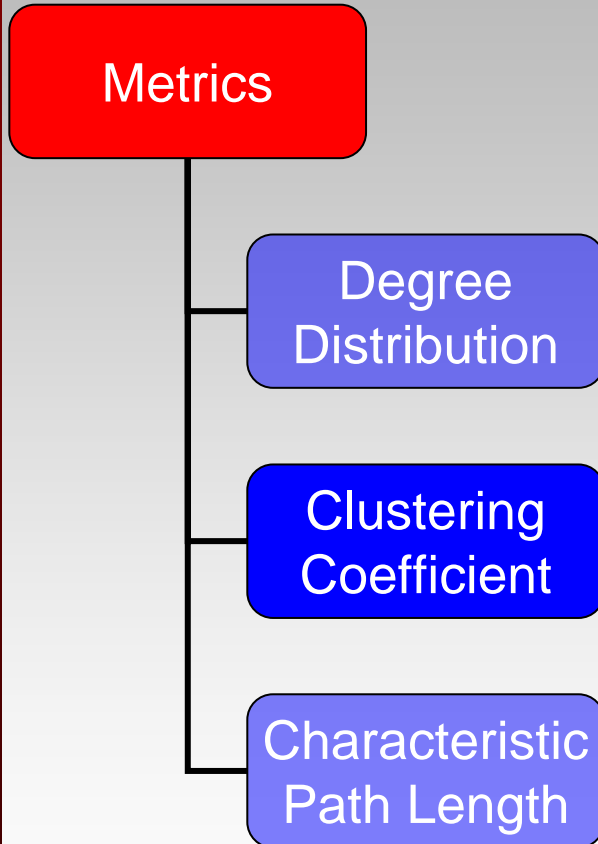 Metrics
Degree
Distribution
Clustering
Coefficient
Characteristic
Path Length